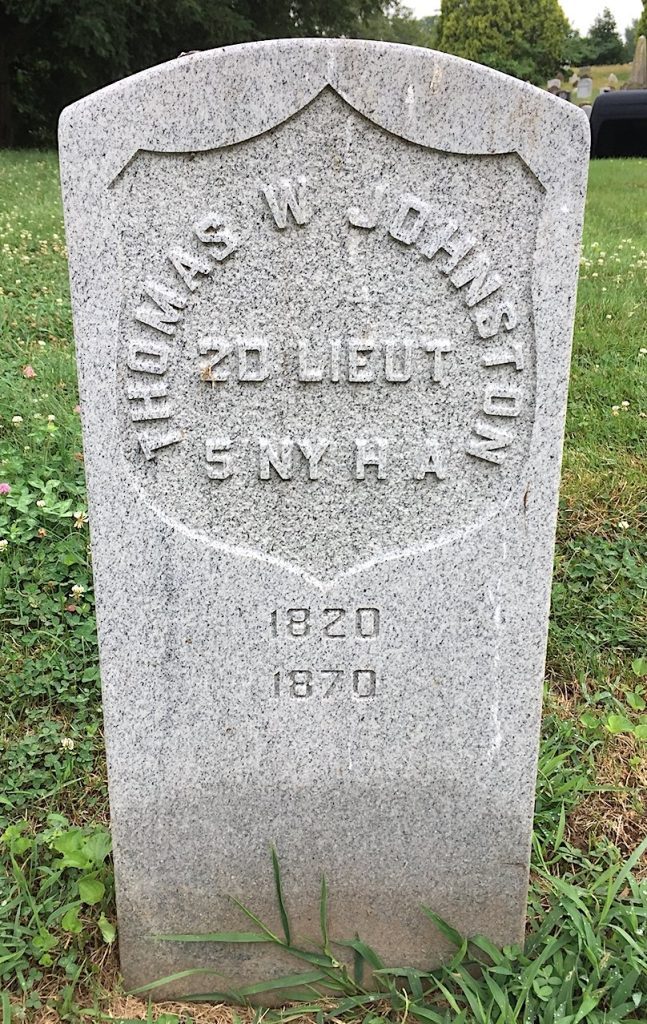 THOMAS W JOHNSTON
2D LIEUT
5 NY H A
1820
1870